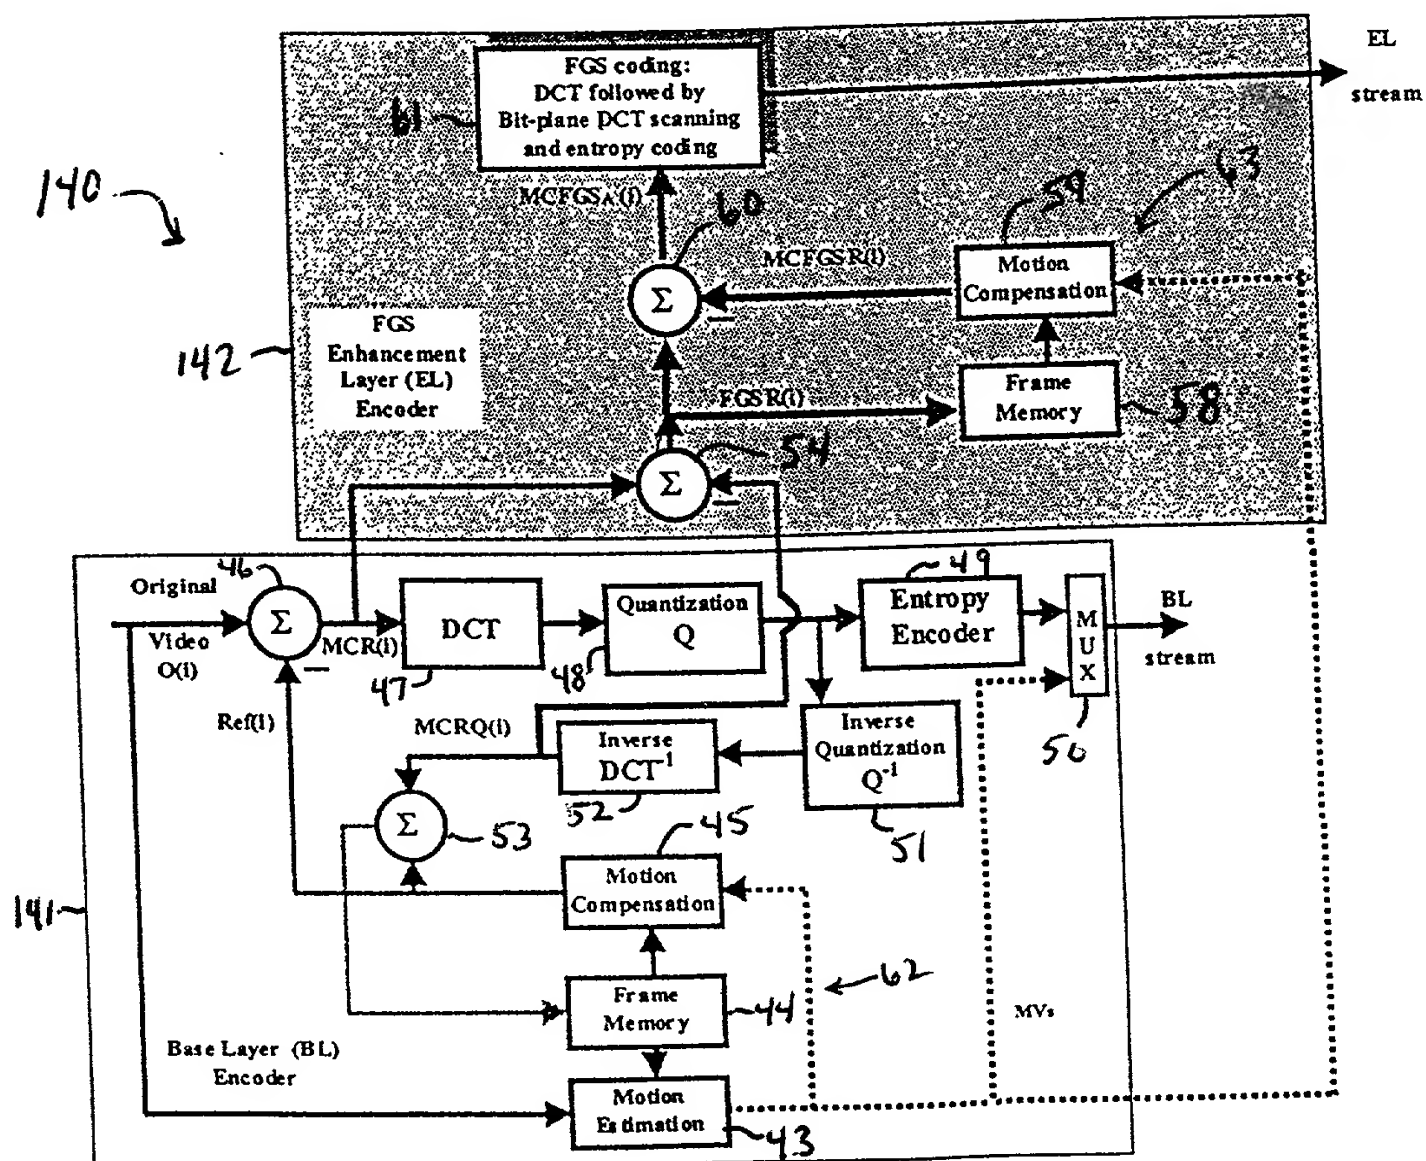 EL
stream
FGS coding:
DCT followed by
Bit-plane DCT scanning
and entropy coding
61
140
60
59
63
MCFGSR(i)
Motion
Compensation
Σ
FGS
Enhancement
Layer (EL)
Encoder
142
Frame
Memory
58
FGSR(i)
54
Σ
46
Original
Video
O(i)
Σ
MCR(i)
DCT
47
Quantization
Q
48
49
Entropy
Encoder
MUX
50
BL
stream
Ref(i)
MCRQ(i)
Inverse
DCT-1
52
Inverse
Quantization
Q-1
51
Σ
53
45
Motion
Compensation
141
62
Frame
Memory
44
MVs
Base Layer (BL)
Encoder
Motion
Estimation
43